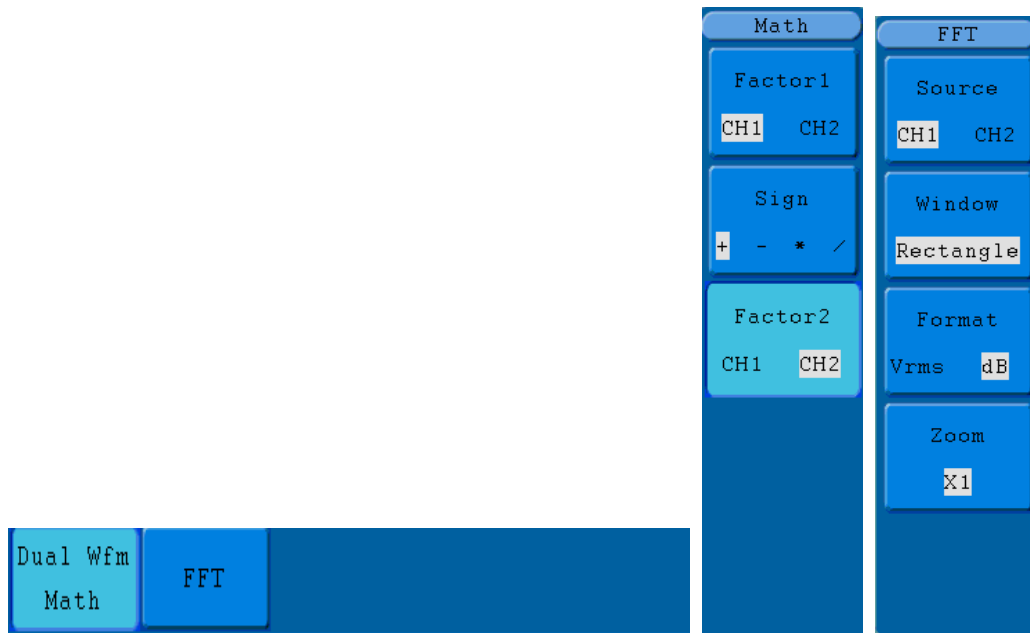 Math
Factor1
CH1 CH2
Sign
+ - * /
Factor2
CH1 CH2
FFT
Source
CH1 CH2
Window
Rectangle
Format
Vrms dB
Zoom
X1
Dual Wfm
Math
FFT